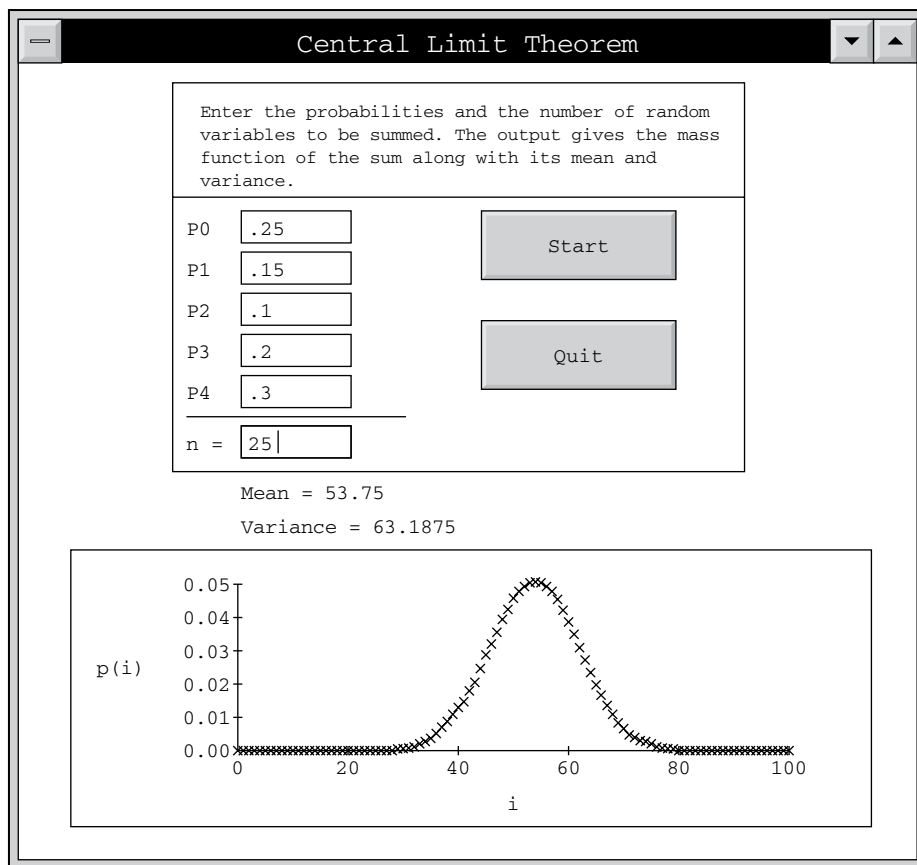 Central Limit Theorem
Enter the probabilities and the number of random
variables to be summed. The output gives the mass
function of the sum along with its mean and
variance.
P0 .25
P1 .15
P2 .1
P3 .2
P4 .3
n = 25
Start
Quit
Mean = 53.75
Variance = 63.1875
0.05
0.04
0.03
0.02
0.01
0.00
p(i)
0 20 40 60 80 100
i